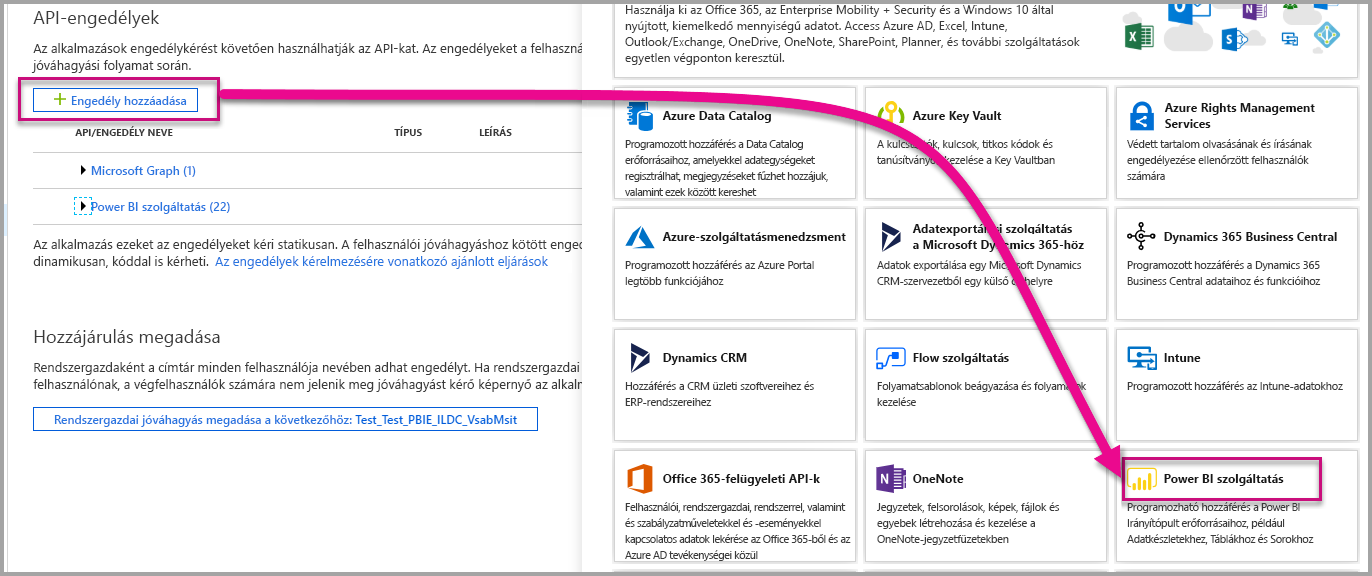 API-engedélyek
Az alkalmazások engedélykérést követően használhatják az API-kat. Az engedélyeket a felhaszná
jóváhagyási folyamat során.
Engedély hozzáadása
API/ENGEDÉLY NEVE TÍPUS LEÍRÁS
Microsoft Graph (1)
Power BI szolgáltatás (22)
Az alkalmazás ezeket az engedélyeket kéri statikusan. A felhasználói jóváhagyáshoz kötött enged
dinamikusan, kóddal is kérheti. Az engedélyek kérelmezésére vonatkozó ajánlott eljárások
Hozzájárulás megadása
Rendszergazdaként a címtár minden felhasználója nevében adhat engedélyt. Ha rendszergazdai
felhasználónak, a végfelhasználók számára nem jelenik meg jóváhagyást kérő képernyő az alkaln
Rendszergazdai jóváhagyás megadása a következőhöz: Test_Test_PBIE_ILDC_VsabMsit
Használja ki az Office 365, az Enterprise Mobility + Security és a Windows 10 által
nyújtott, kiemelkedő mennyiségű adatot. Access Azure AD, Excel, Intune,
Outlook/Exchange, OneDrive, OneNote, SharePoint, Planner, és további szolgáltatások
egyetlen végponton keresztül.
Azure Data Catalog
Programozott hozzáférés a Data Catalog
erőforrásaihoz, amelyekkel adategységeket
regisztrálhat, megjegyzéseket fűzhet hozzájuk,
valamint ezek között kereshet
Azure Key Vault
A kulcstárolók, kulcsok, titkos kódok és
tanúsítványok kezelése a Key Vaultban
Azure Rights Management
Services
Védett tartalom olvasásának és írásának
engedélyezése ellenőrzött felhasználók
számára
Azure-szolgáltatásmenedzsment
Programozott hozzáférés az Azure Portal
legtöbb funkciójához
Adatexportálási szolgáltatás
a Microsoft Dynamics 365-höz
Adatok exportálása egy Microsoft Dynamics
CRM-szervezetből egy külső célhelyre
Dynamics 365 Business Central
Programozott hozzáférés a Dynamics 365
Business Central adataihoz és funkcióihoz
Dynamics CRM
Hozzáférés a CRM üzleti szoftvereihez és
ERP-rendszereihez
Flow szolgáltatás
Folyamatsablonok beágyazása és folyamatok
kezelése
Intune
Programozott hozzáférés az Intune-adatokhoz
Office 365-felügyeleti API-k
Felhasználói, rendszergazdai, rendszerrel, valamint
és szabályzatműveletekkel és -eseményekkel
kapcsolatos adatok lekérése az Office 365-ből és az
Azure AD tevékenységei közül
OneNote
Jegyzetek, felsorolások, képek, fájlok és
egyebek létrehozása és kezelése a
OneNote-jegyzetfüzetekben
Power BI szolgáltatás
Programozható hozzáférés a Power BI
Irányítópult erőforrásaihoz, például
Adatkészletekhez, Táblákhoz és Sorokhoz